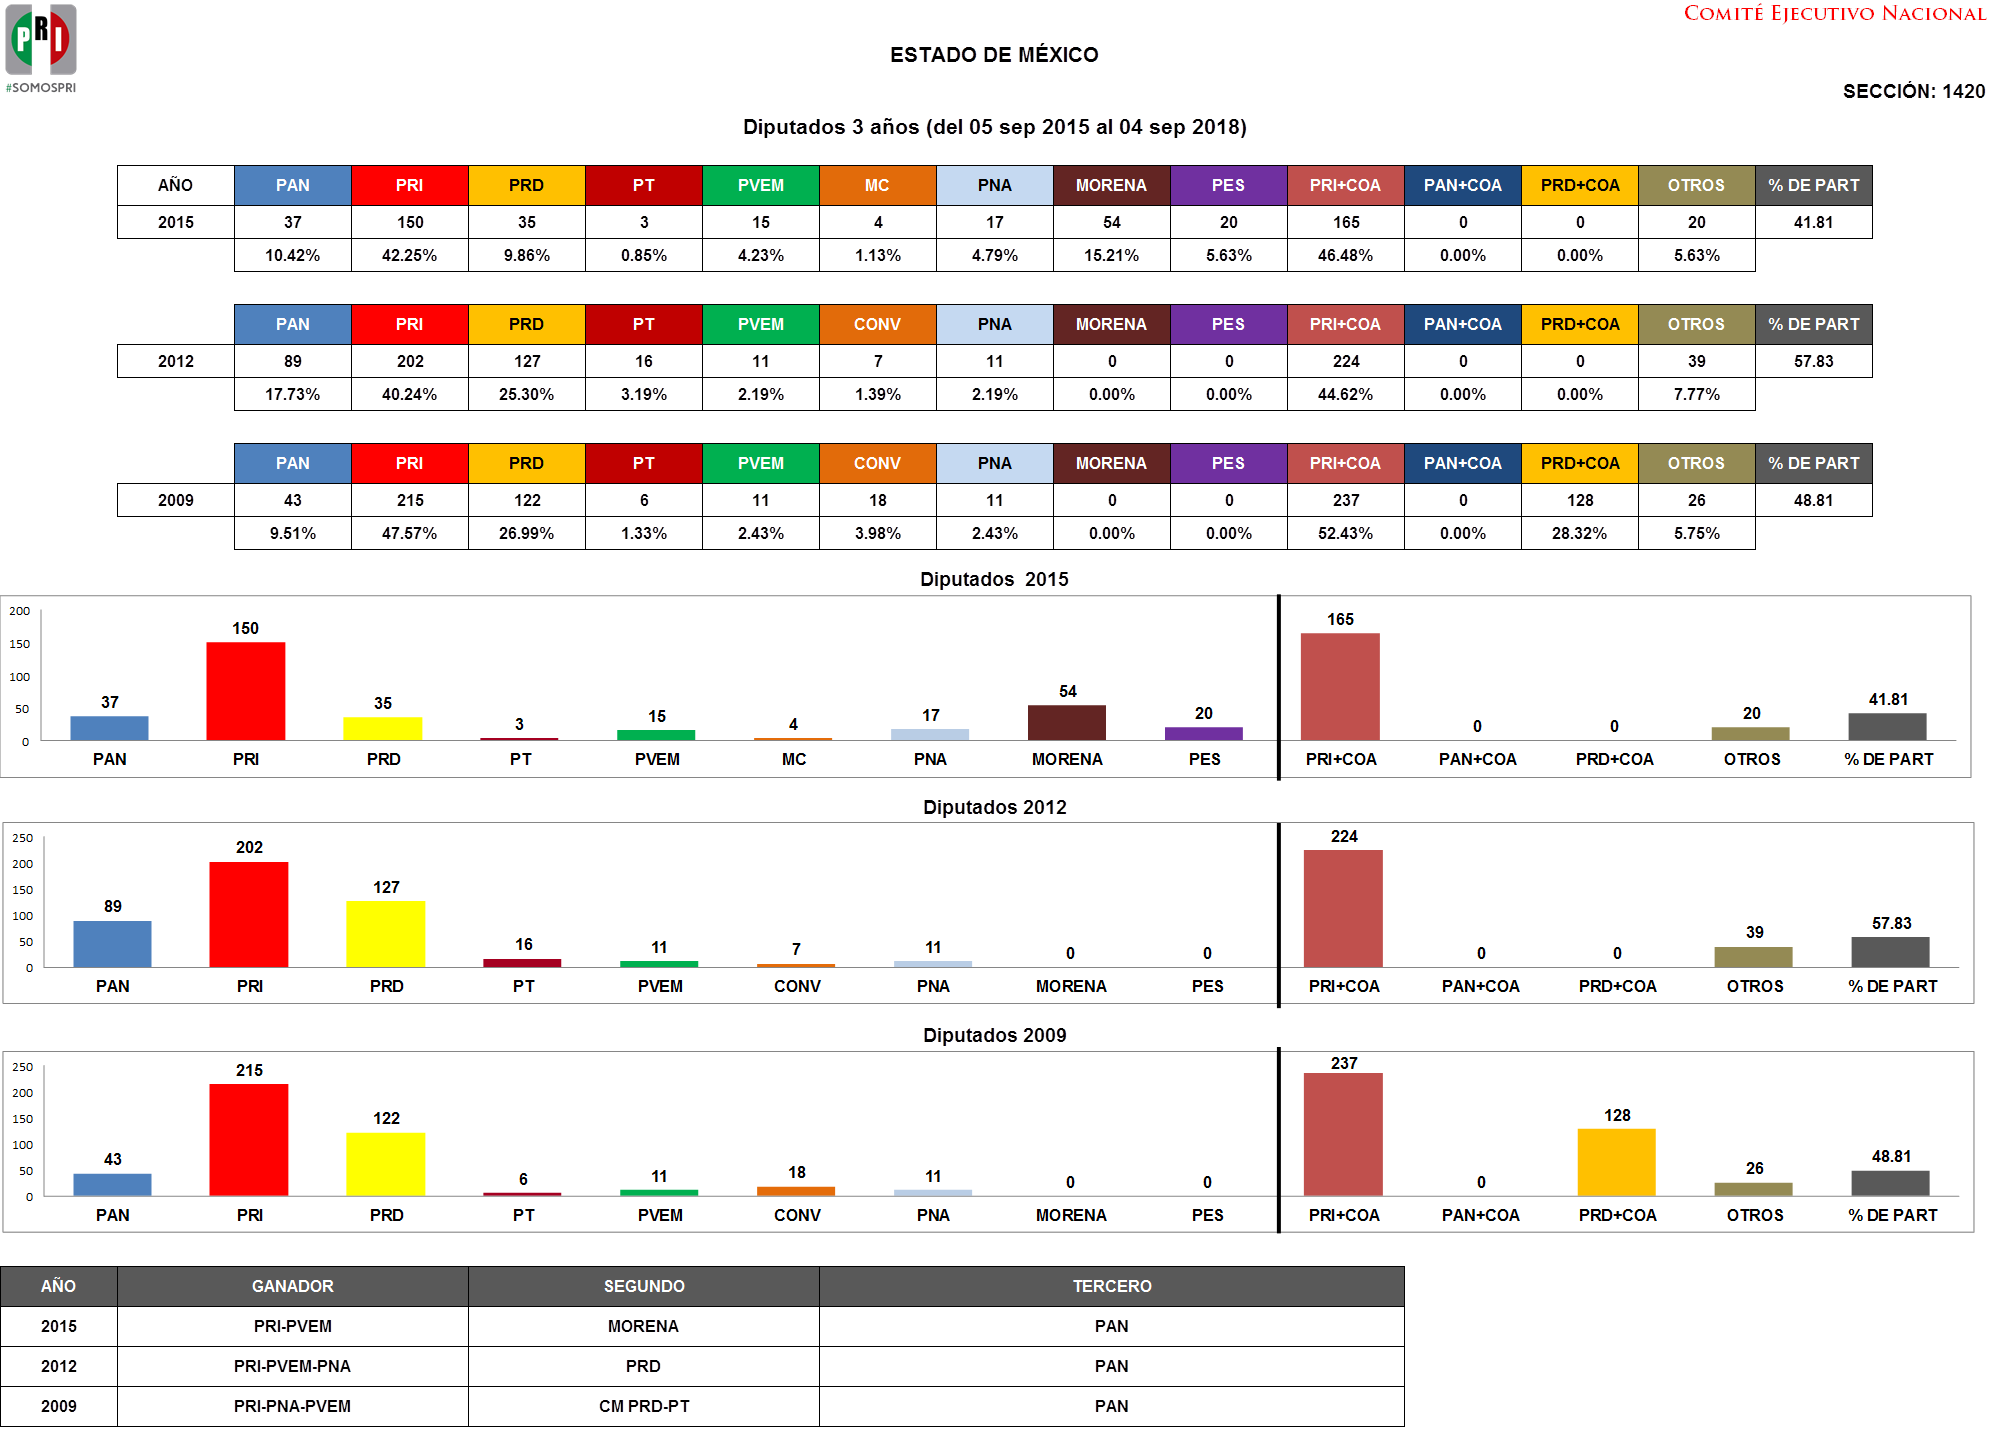 PRI
#SOMOSPRI
COMITÉ EJECUTIVO NACIONAL
ESTADO DE MÉXICO
SECCIÓN: 1420
Diputados 3 años (del 05 sep 2015 al 04 sep 2018)
AÑO PAN PRI PRD PT PVEM MC PNA MORENA PES PRI+COA PAN+COA PRD+COA OTROS % DE PART
2015 37 150 35 3 15 4 17 54 20 165 0 0 20 41.81
10.42% 42.25% 9.86% 0.85% 4.23% 1.13% 4.79% 15.21% 5.63% 46.48% 0.00% 0.00% 5.63%
PAN PRI PRD PT PVEM CONV PNA MORENA PES PRI+COA PAN+COA PRD+COA OTROS % DE PART
2012 89 202 127 16 11 7 11 0 0 224 0 0 39 57.83
17.73% 40.24% 25.30% 3.19% 2.19% 1.39% 2.19% 0.00% 0.00% 44.62% 0.00% 0.00% 7.77%
PAN PRI PRD PT PVEM CONV PNA MORENA PES PRI+COA PAN+COA PRD+COA OTROS % DE PART
2009 43 215 122 6 11 18 11 0 0 237 0 128 26 48.81
9.51% 47.57% 26.99% 1.33% 2.43% 3.98% 2.43% 0.00% 0.00% 52.43% 0.00% 28.32% 5.75%
Diputados 2015
200
150
100
50
0
37 150 35 3 15 4 17 54 20 165 0 0 20 41.81
PAN PRI PRD PT PVEM MC PNA MORENA PES PRI+COA PAN+COA PRD+COA OTROS % DE PART
Diputados 2012
250
200
150
100
50
0
89 202 127 16 11 7 11 0 0 224 0 0 39 57.83
PAN PRI PRD PT PVEM CONV PNA MORENA PES PRI+COA PAN+COA PRD+COA OTROS % DE PART
Diputados 2009
250
200
150
100
50
0
43 215 122 6 11 18 11 0 0 237 0 128 26 48.81
PAN PRI PRD PT PVEM CONV PNA MORENA PES PRI+COA PAN+COA PRD+COA OTROS % DE PART
AÑO GANADOR SEGUNDO TERCERO
2015 PRI-PVEM MORENA PAN
2012 PRI-PVEM-PNA PRD PAN
2009 PRI-PNA-PVEM CM PRD-PT PAN